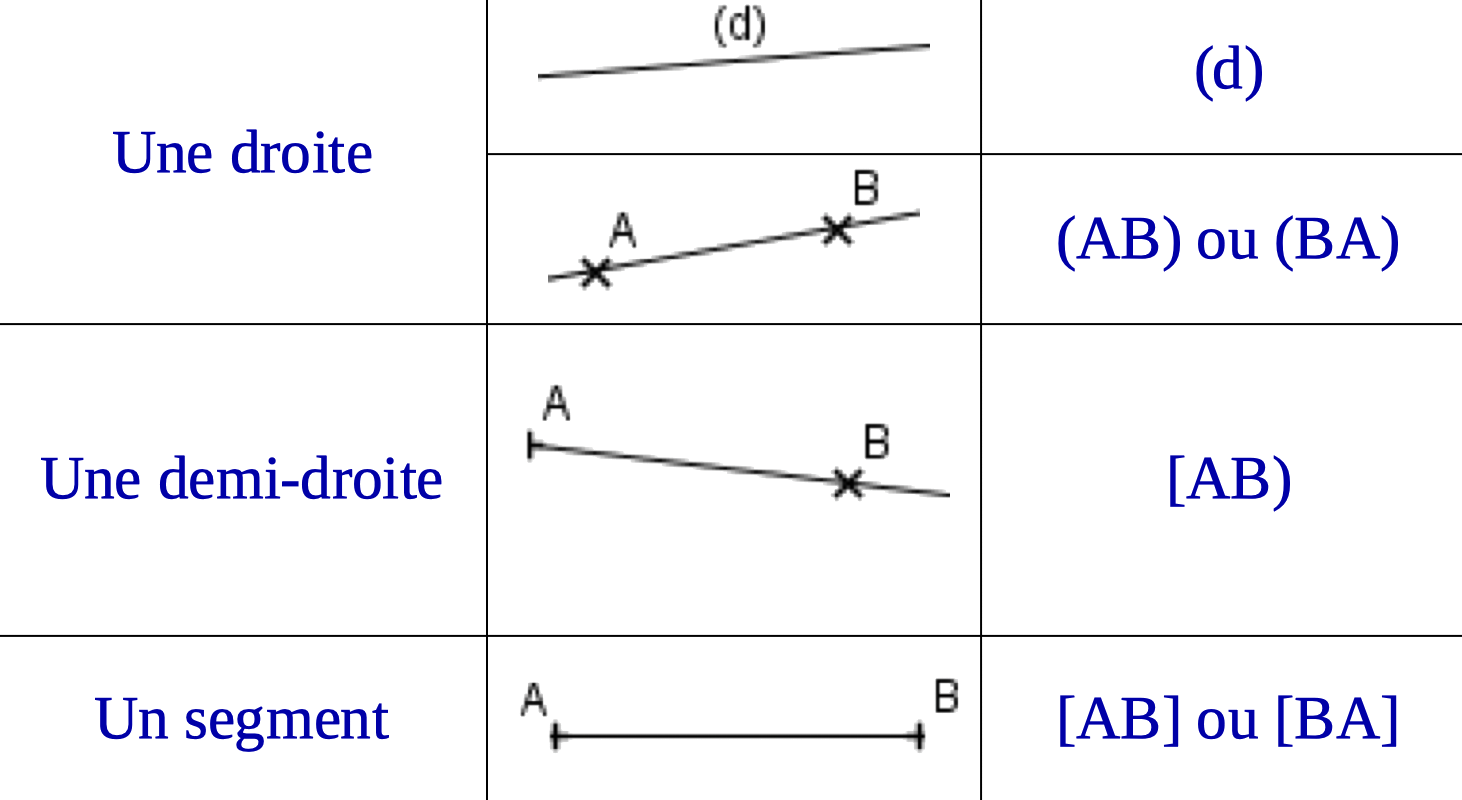 Une droite
(d)
(d)
A
B
(AB) ou (BA)
Une demi-droite
A
B
[AB)
Un segment
A
B
[AB] ou [BA]